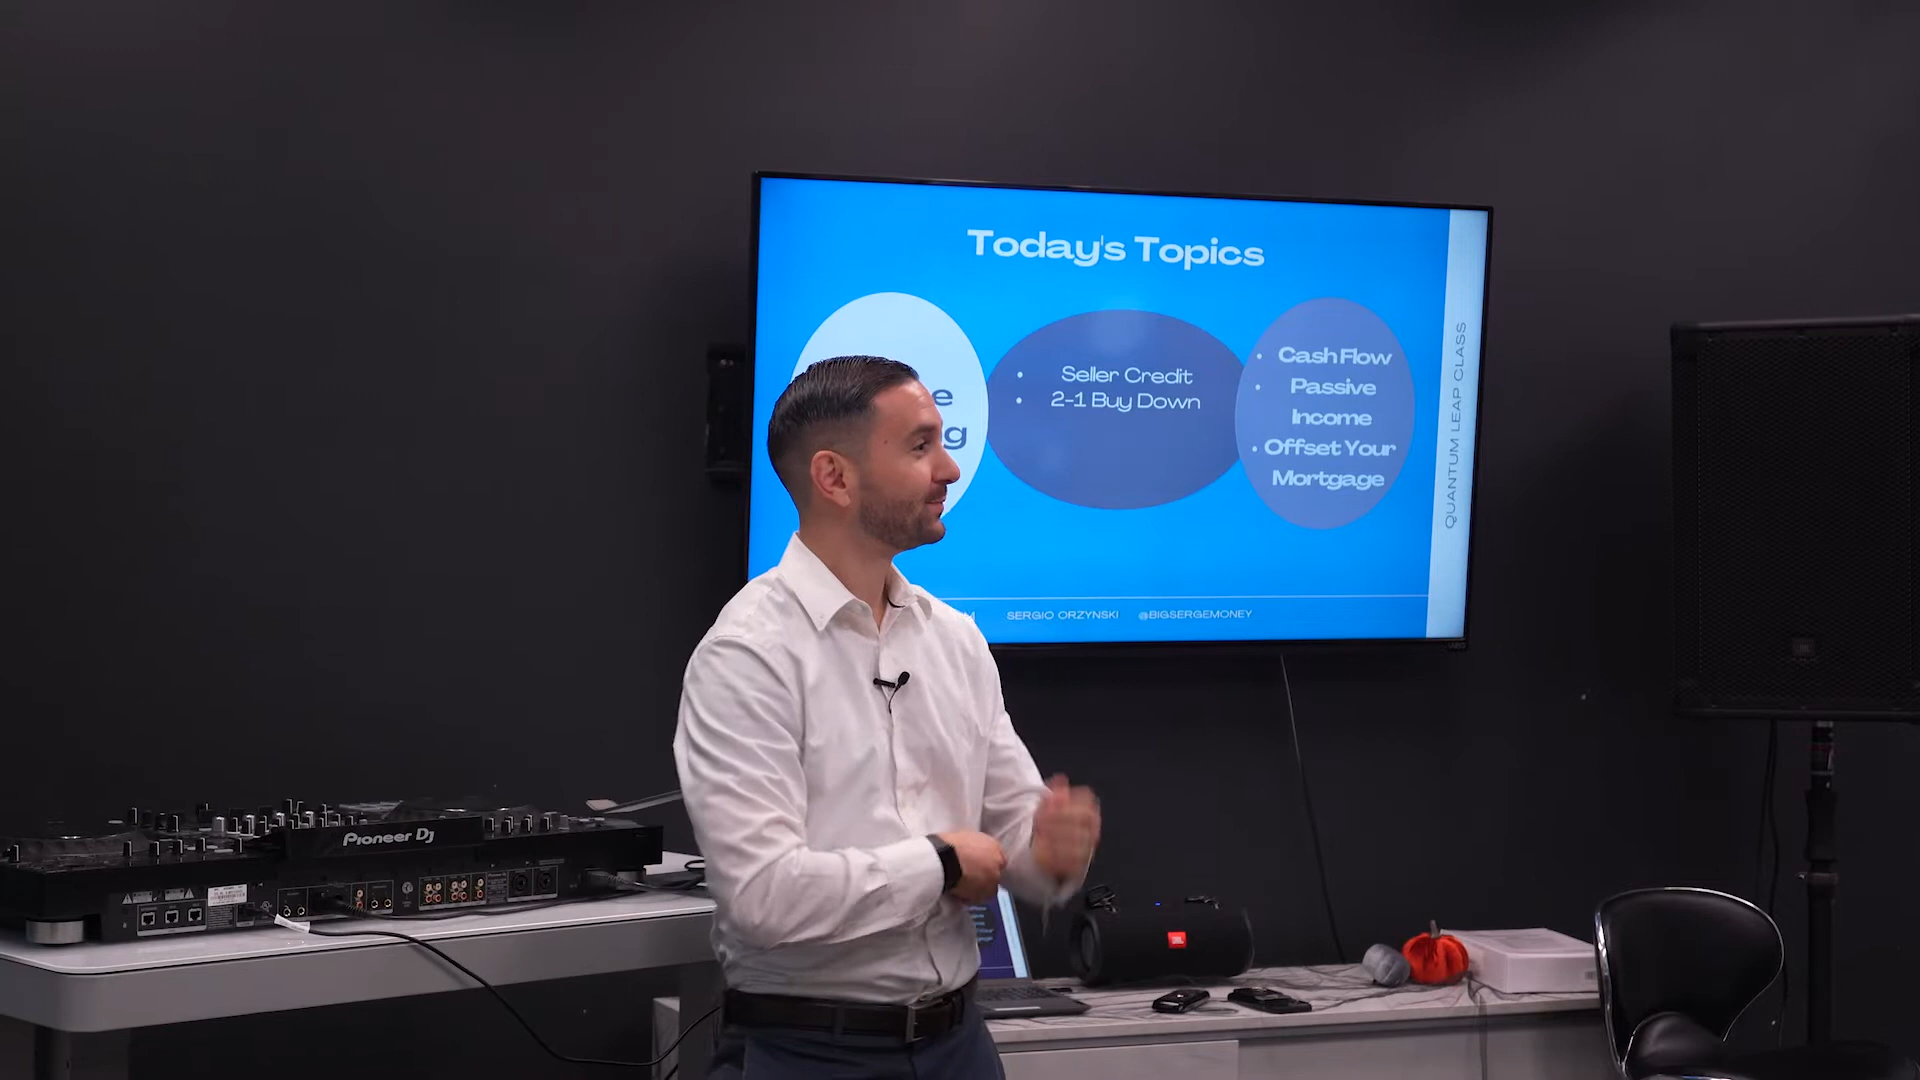 Today's Topics
Seller Credit
2-1 Buy Down
Cash Flow
Passive
Income
Offset Your
Mortgage
QUANTUM LEAP CLASS
SERGIO ORZYNSKI @BIGSERGEMONEY
Pioneer Dj
JBL